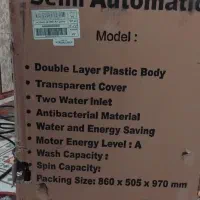 Semi Automatic
Model :
• Double Layer Plastic Body
• Transparent Cover
• Two Water Inlet
• Antibacterial Material
• Water and Energy Saving
• Motor Energy Level : A
• Wash Capacity :
• Spin Capacity:
• Packing Size: 860 x 505 x 970 mm